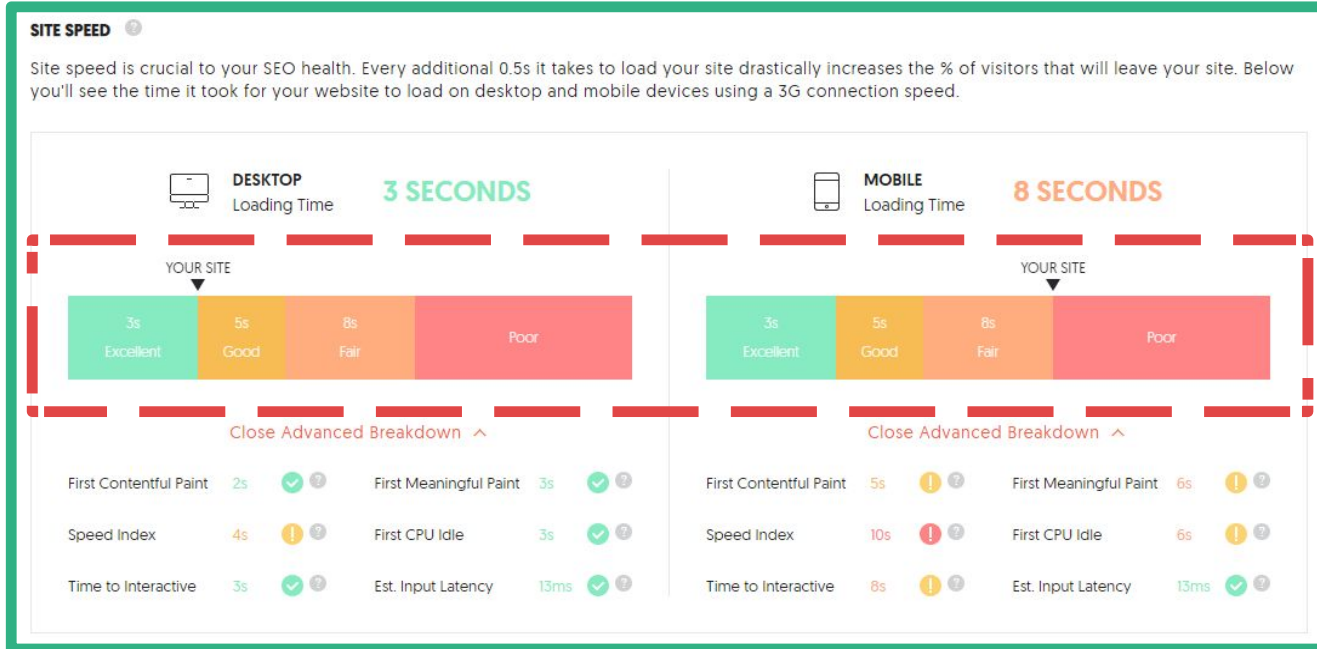 SITE SPEED ?
Site speed is crucial to your SEO health. Every additional 0.5s it takes to load your site drastically increases the % of visitors that will leave your site. Below
you'll see the time it took for your website to load on desktop and mobile devices using a 3G connection speed.
DESKTOP
Loading Time
3 SECONDS
YOUR SITE
3s
Excellent
5s
Good
8s
Fair
Poor
Close Advanced Breakdown
First Contentful Paint 2s ? First Meaningful Paint 3s ?
Speed Index 4s ! ? First CPU Idle 3s ?
Time to Interactive 3s ? Est. Input Latency 13ms ?
MOBILE
Loading Time
8 SECONDS
YOUR SITE
3s
Excellent
5s
Good
8s
Fair
Poor
Close Advanced Breakdown
First Contentful Paint 5s ! ? First Meaningful Paint 6s ! ?
Speed Index 10s ! ? First CPU Idle 6s ! ?
Time to Interactive 8s ! ? Est. Input Latency 13ms ?